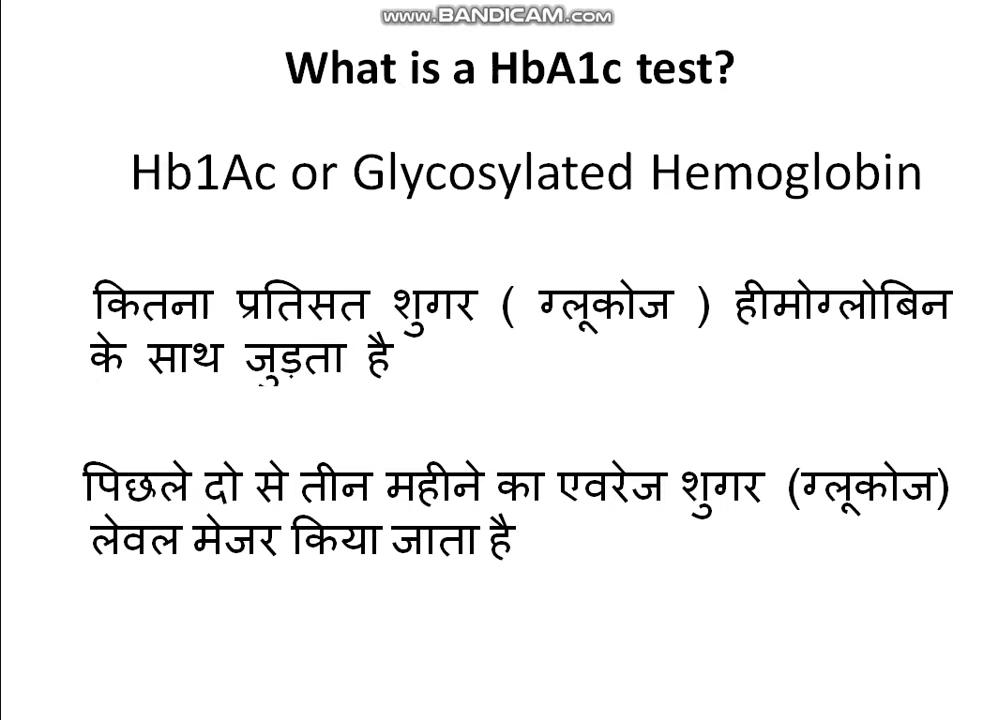 www.BANDICAM.com
What is a HbA1c test?
Hb1Ac or Glycosylated Hemoglobin
कितना प्रतिसत शुगर ( ग्लूकोज ) हीमोग्लोबिन
के साथ जुड़ता है
पिछले दो से तीन महीने का एवरेज शुगर (ग्लूकोज)
लेवल मेजर किया जाता है